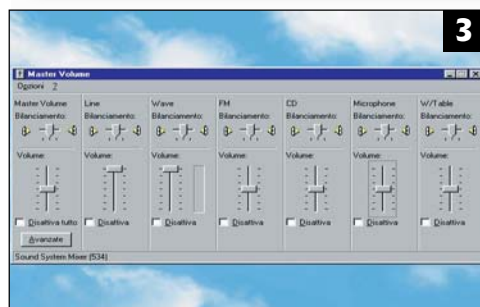 3
Master Volume
Opzioni ?
Master Volume Line Wave FM CD Microphone W/Table
Bilanciamento: Bilanciamento: Bilanciamento: Bilanciamento: Bilanciamento: Bilanciamento: Bilanciamento:
Volume: Volume: Volume: Volume: Volume: Volume: Volume:
Disattiva tutto Disattiva Disattiva Disattiva Disattiva Disattiva Disattiva
Avanzate
Sound System Mixer (534)